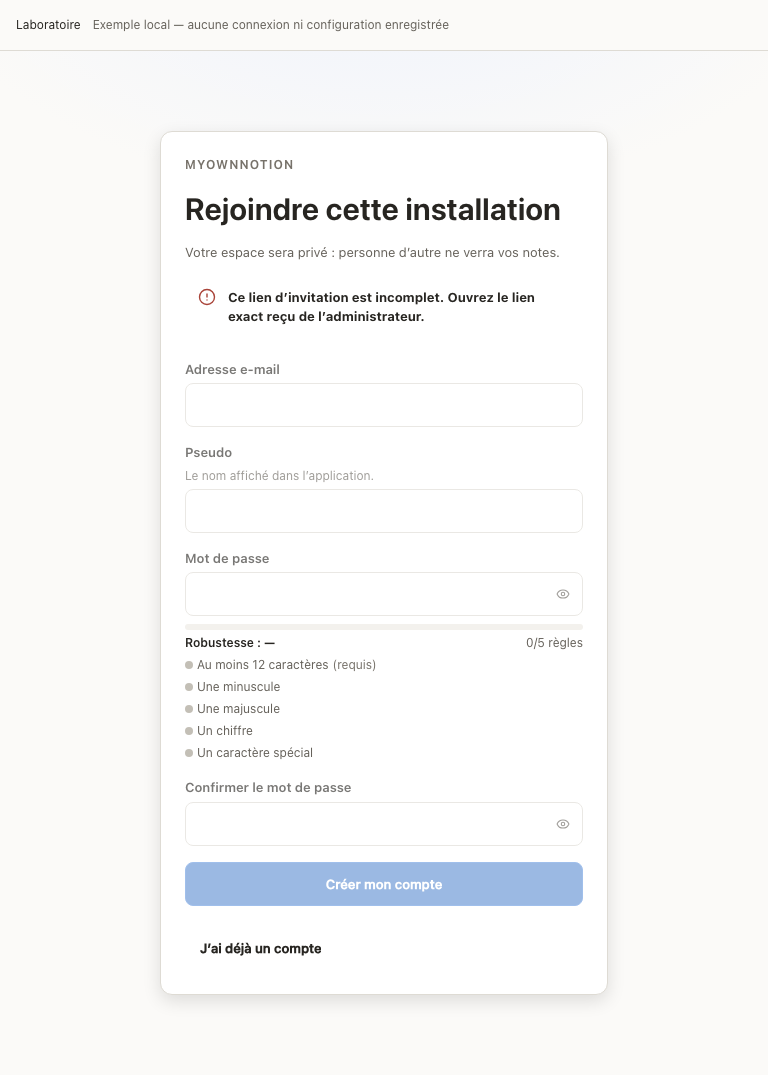 Laboratoire Exemple local — aucune connexion ni configuration enregistrée
MYOWNNOTION
Rejoindre cette installation
Votre espace sera privé : personne d’autre ne verra vos notes.
Ce lien d’invitation est incomplet. Ouvrez le lien
exact reçu de l’administrateur.
Adresse e-mail
Pseudo
Le nom affiché dans l’application.
Mot de passe
Robustesse : — 0/5 règles
Au moins 12 caractères (requis)
Une minuscule
Une majuscule
Un chiffre
Un caractère spécial
Confirmer le mot de passe
Créer mon compte
J’ai déjà un compte